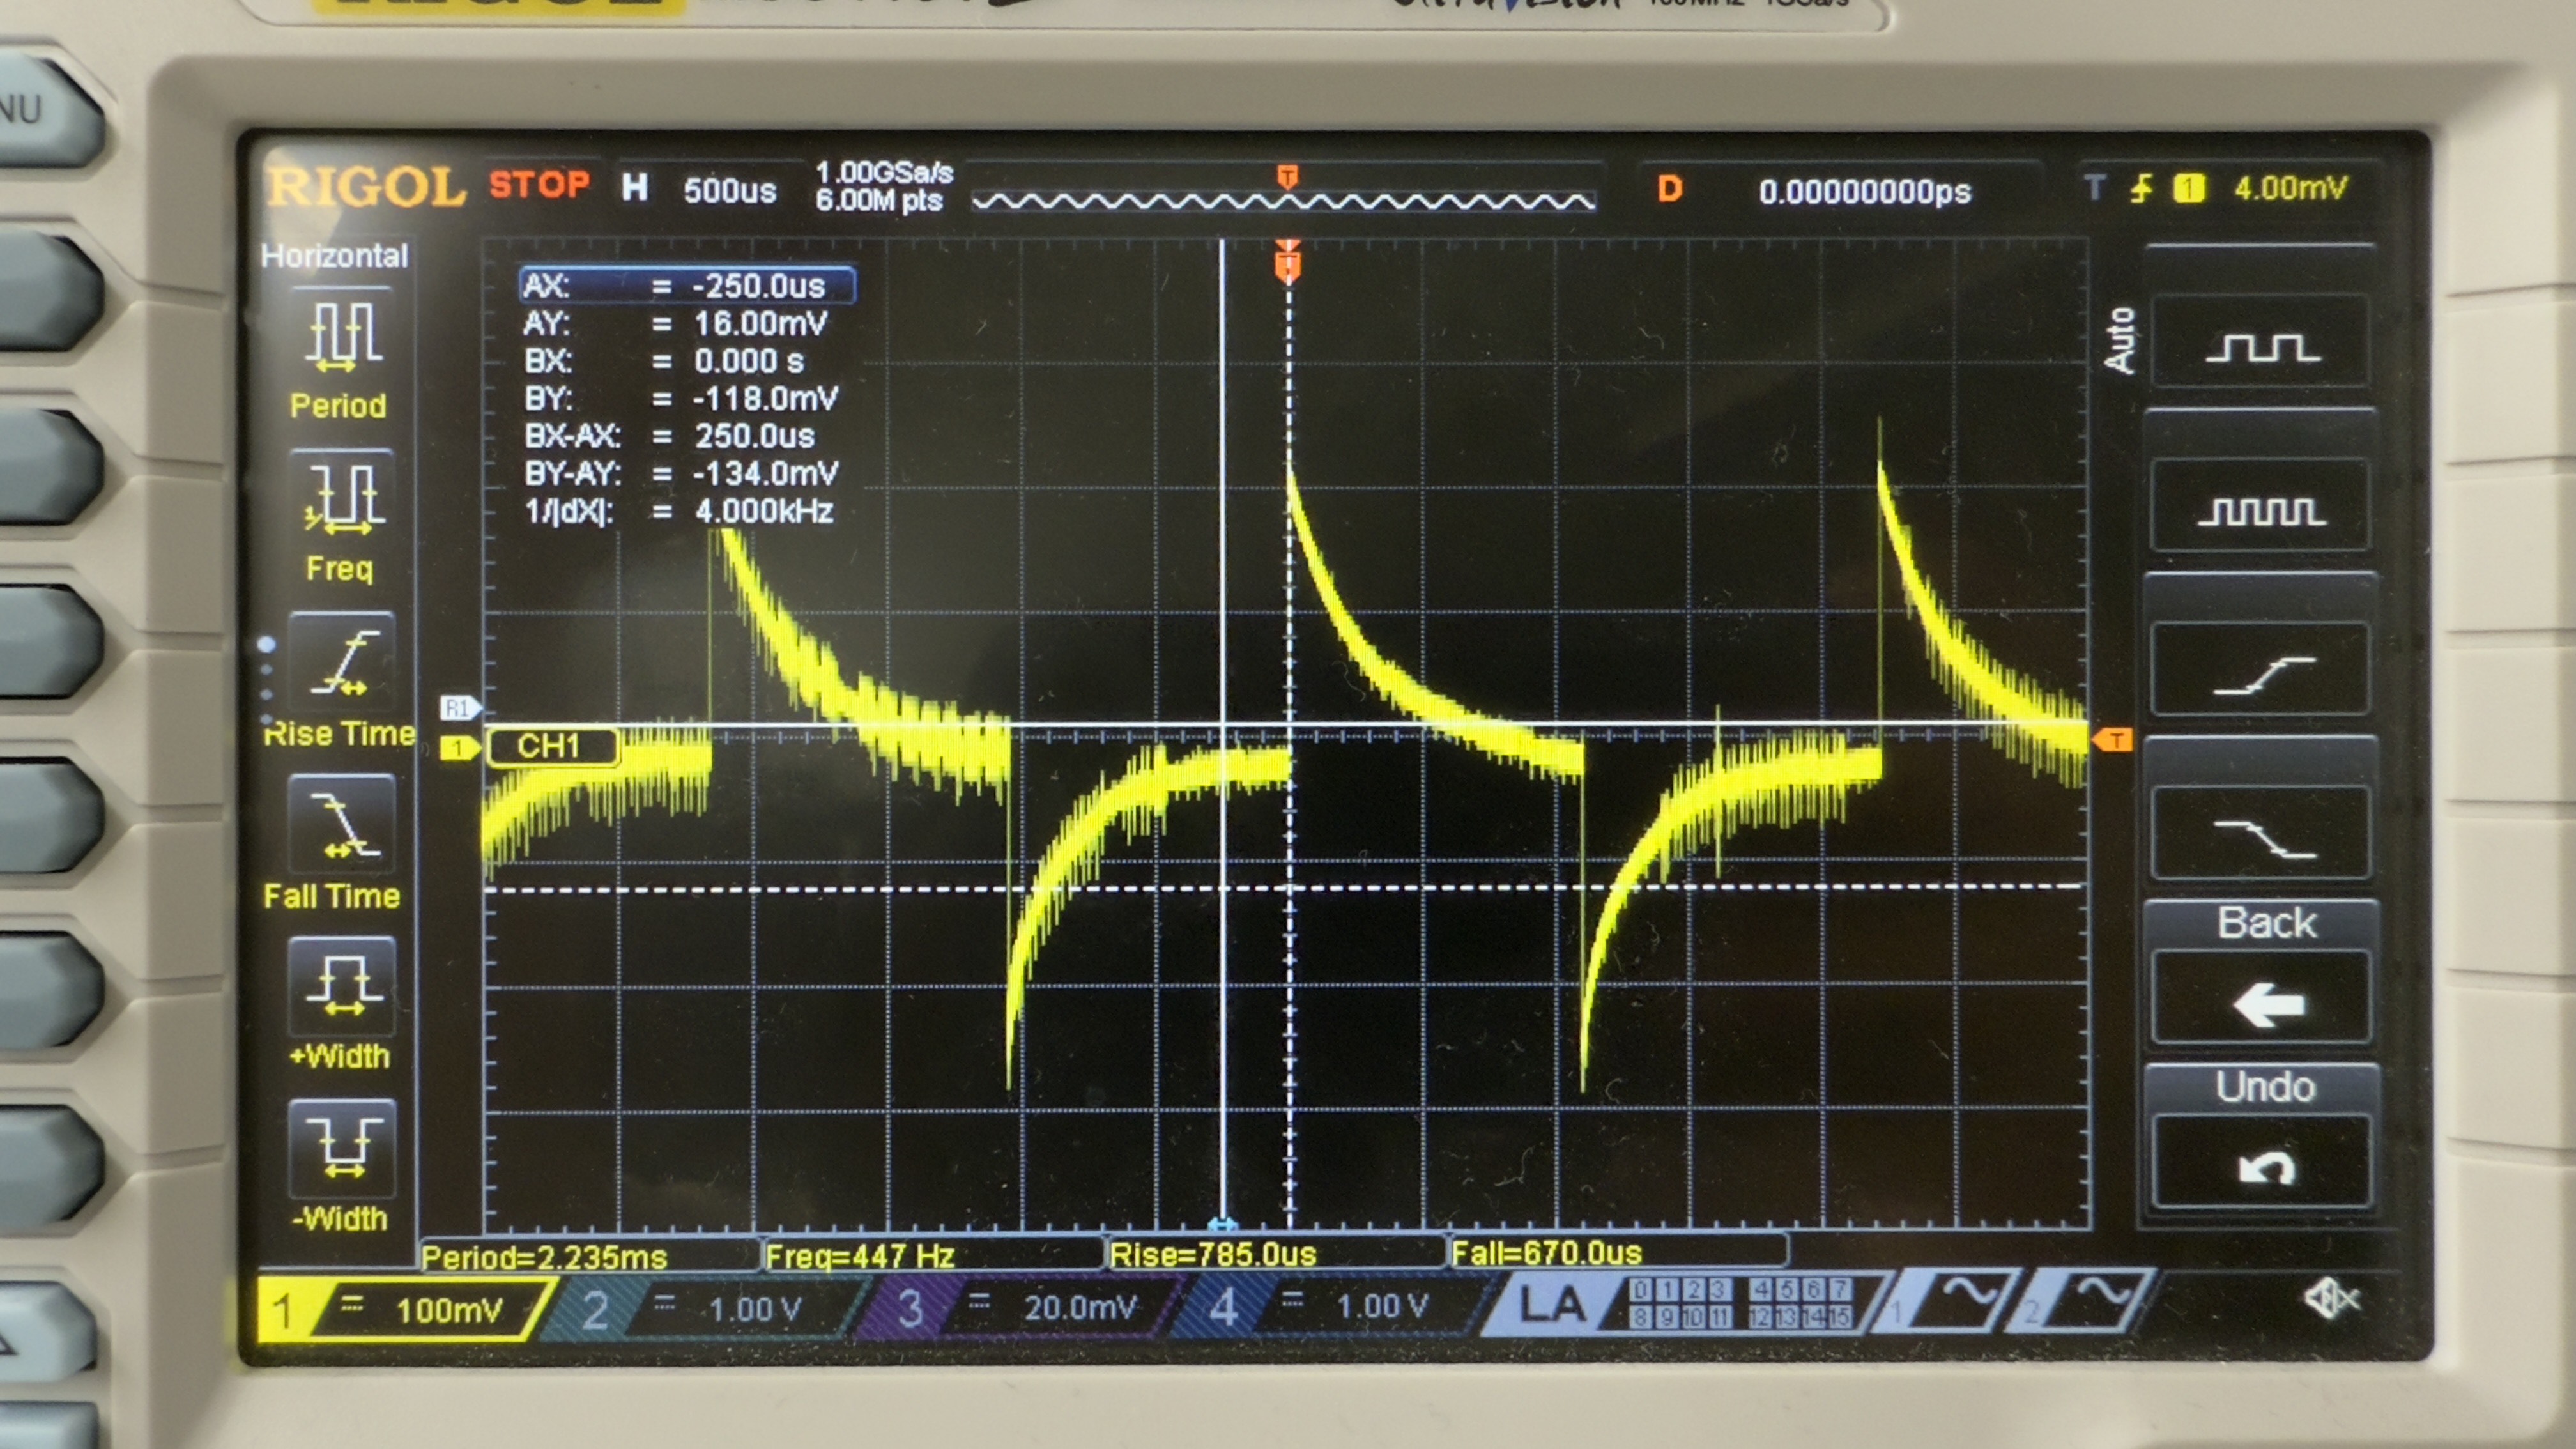 RIGOL
UltraVision 100MHz 1GSa/s
NU
RIGOL STOP H 500us 1.00GSa/s 6.00M pts T D 0.00000000ps T 1 4.00mV
Horizontal
Period
Freq
Rise Time
Fall Time
+Width
-Width
AX: = -250.0us
AY: = 16.00mV
BX: = 0.000 s
BY: = -118.0mV
BX-AX: = 250.0us
BY-AY: = -134.0mV
1/|dX|: = 4.000kHz
T
R1
1 CH1
T
Auto
Back
Undo
Period=2.235ms Freq=447 Hz Rise=785.0us Fall=670.0us
1 = 100mV 2 = 1.00 V 3 = 20.0mV 4 = 1.00 V LA 0 1 2 3 4 5 6 7 1 2
8 9 10 11 12 13 14 15